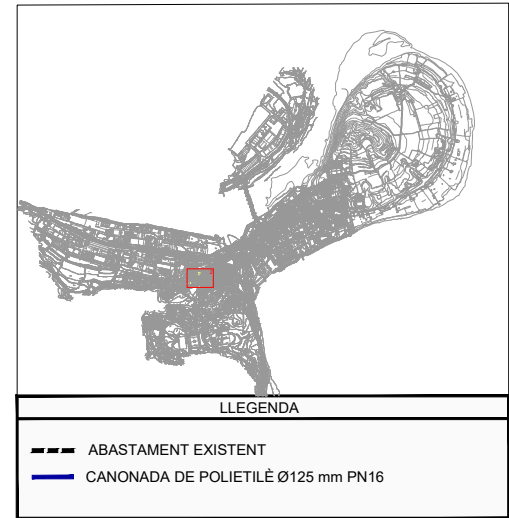 LLEGENDA
ABASTAMENT EXISTENT
CANONADA DE POLIETILÈ Ø125 mm PN16